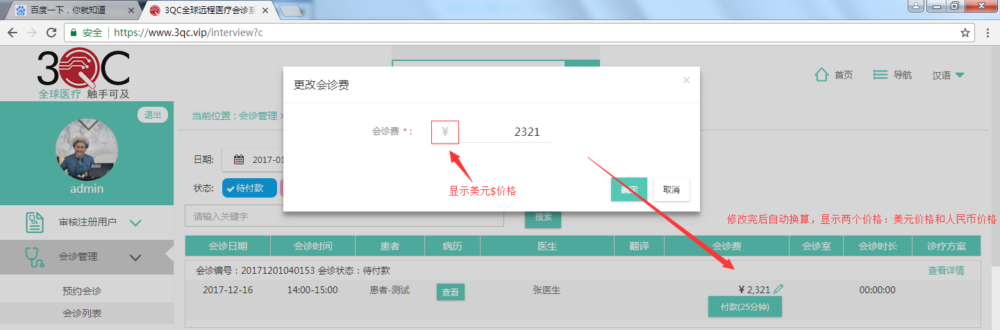 百度一下，你就知道
3QC全球远程医疗会诊系
安全 https://www.3qc.vip/interview?c
3QC
全球医疗 触手可及
首页 导航 汉语
退出
admin
当前位置 : 会诊管理 >
更改会诊费 ×
会诊费 * : ¥ 2321
显示美元$价格
确定 取消
日期: 2017-01
状态: 待付款
请输入关键字 搜索
修改完后自动换算，显示两个价格：美元价格和人民币价格
审核注册用户
会诊管理
预约会诊
会诊列表
会诊日期 会诊时间 患者 病历 医生 翻译 会诊费 会诊室 会诊时长 诊疗方案
会诊编号：20171201040153 会诊状态：待付款 查看详情
2017-12-16 14:00-15:00 患者-测试 查看 张医生 ¥ 2,321 00:00:00
付款(25分钟)